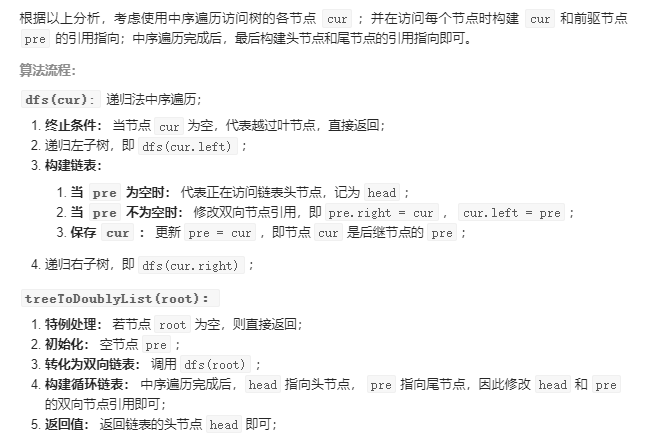 根据以上分析，考虑使用中序遍历访问树的各节点 cur ；并在访问每个节点时构建 cur 和前驱节点
pre 的引用指向；中序遍历完成后，最后构建头节点和尾节点的引用指向即可。
算法流程：
dfs(cur): 递归法中序遍历；
1. 终止条件： 当节点 cur 为空，代表越过叶节点，直接返回；
2. 递归左子树，即 dfs(cur.left) ；
3. 构建链表：
1. 当 pre 为空时： 代表正在访问链表头节点，记为 head ；
2. 当 pre 不为空时： 修改双向节点引用，即 pre.right = cur ， cur.left = pre ；
3. 保存 cur ： 更新 pre = cur ，即节点 cur 是后继节点的 pre ；
4. 递归右子树，即 dfs(cur.right) ；
treeToDoublyList(root)：
1. 特例处理： 若节点 root 为空，则直接返回；
2. 初始化： 空节点 pre ；
3. 转化为双向链表： 调用 dfs(root) ；
4. 构建循环链表： 中序遍历完成后， head 指向头节点， pre 指向尾节点，因此修改 head 和 pre
的双向节点引用即可；
5. 返回值： 返回链表的头节点 head 即可；